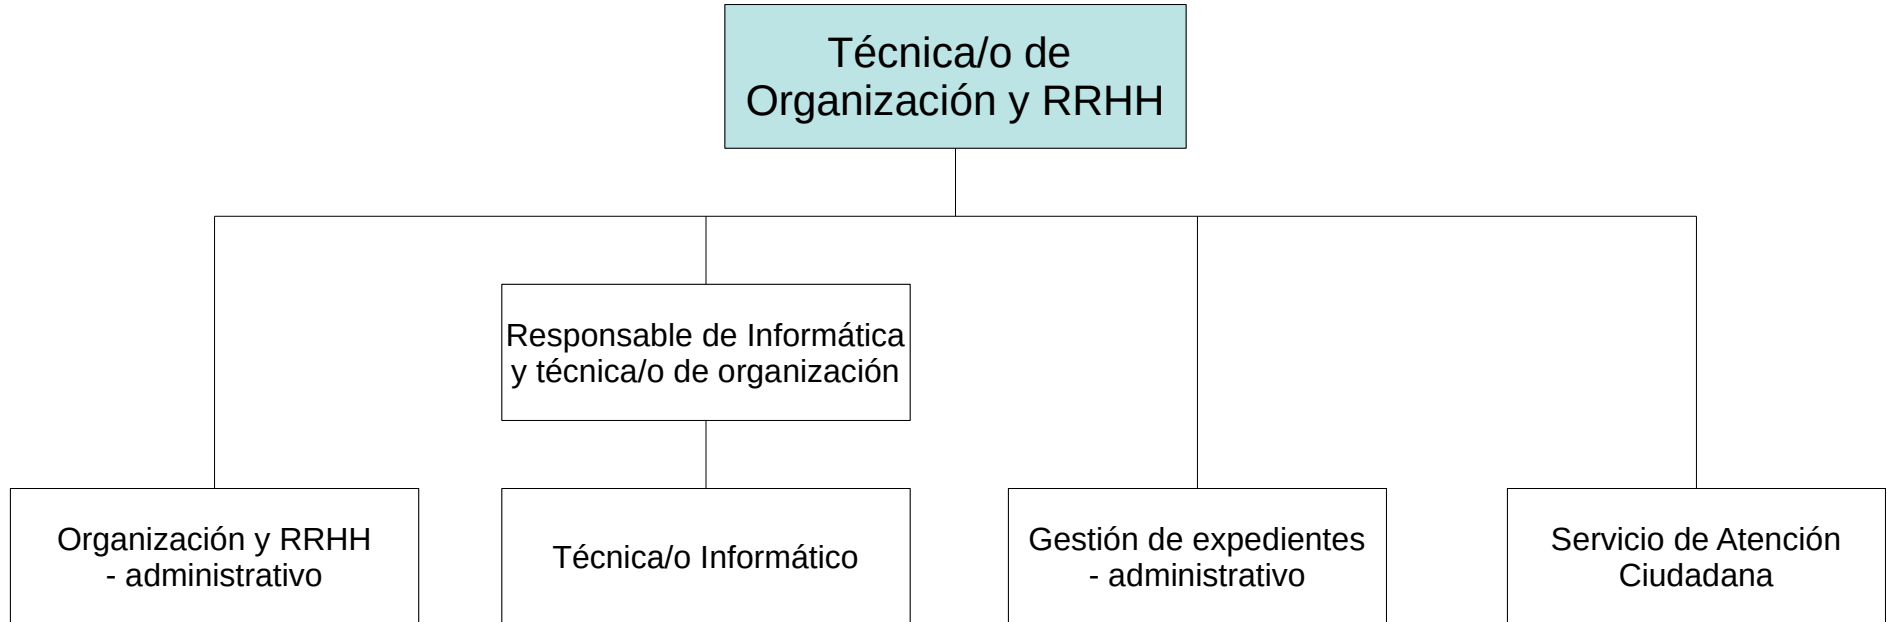 Técnica/o de
Organización y RRHH
Responsable de Informática
y técnica/o de organización
Organización y RRHH
- administrativo
Técnica/o Informático
Gestión de expedientes
- administrativo
Servicio de Atención
Ciudadana